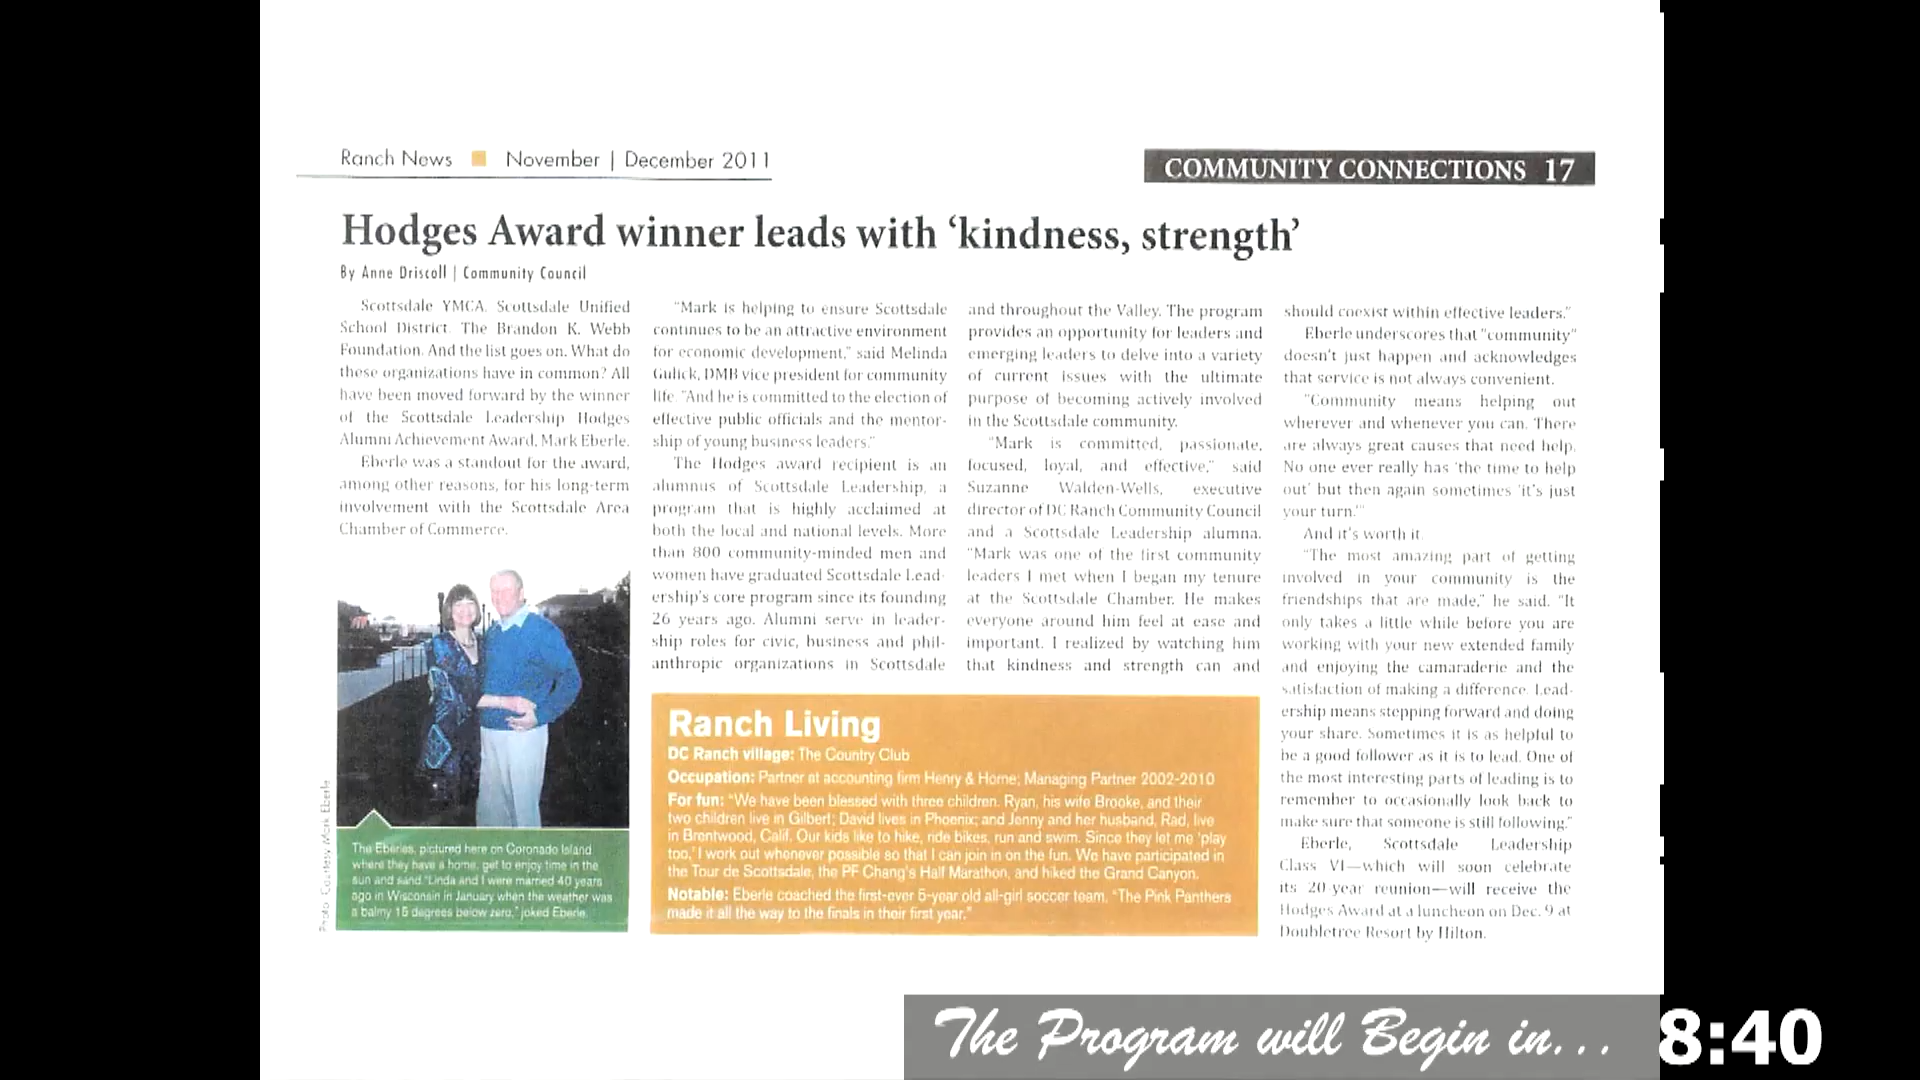 Ranch News November | December 2011
COMMUNITY CONNECTIONS 17
Hodges Award winner leads with ‘kindness, strength’
By Anne Driscoll | Community Council
Scottsdale YMCA. Scottsdale Unified
School District. The Brandon K. Webb
Foundation. And the list goes on. What do
these organizations have in common? All
have been moved forward by the winner
of the Scottsdale Leadership Hodges
Alumni Achievement Award, Mark Eberle.
Eberle was a standout for the award,
among other reasons, for his long-term
involvement with the Scottsdale Area
Chamber of Commerce.
Photo Courtesy Mark Eberle
The Eberles, pictured here on Coronado Island
where they have a home, get to enjoy time in the
sun and sand “Linda and I were married 40 years
ago in Wisconsin in January when the weather was
a balmy 15 degrees below zero,” joked Eberle.
“Mark is helping to ensure Scottsdale
continues to be an attractive environment
for economic development,” said Melinda
Gulick, DMB vice president for community
life. “And he is committed to the election of
effective public officials and the mentor-
ship of young business leaders.”
The Hodges award recipient is an
alumnus of Scottsdale Leadership, a
program that is highly acclaimed at
both the local and national levels. More
than 800 community-minded men and
women have graduated Scottsdale Lead-
ership's core program since its founding
26 years ago. Alumni serve in leader-
ship roles for civic, business and phil-
anthropic organizations in Scottsdale
and throughout the Valley. The program
provides an opportunity for leaders and
emerging leaders to delve into a variety
of current issues with the ultimate
purpose of becoming actively involved
in the Scottsdale community.
“Mark is committed, passionate,
focused, loyal, and effective,” said
Suzanne Walden-Wells, executive
director of DC Ranch Community Council
and a Scottsdale Leadership alumna.
“Mark was one of the first community
leaders I met when I began my tenure
at the Scottsdale Chamber. He makes
everyone around him feel at ease and
important. I realized by watching him
that kindness and strength can and
should coexist within effective leaders.”
Eberle underscores that “community”
doesn't just happen and acknowledges
that service is not always convenient.
“Community means helping out
wherever and whenever you can. There
are always great causes that need help.
No one ever really has ‘the time to help
out’ but then again sometimes ‘it's just
your turn.’”
And it's worth it.
“The most amazing part of getting
involved in your community is the
friendships that are made,” he said. “It
only takes a little while before you are
working with your new extended family
and enjoying the camaraderie and the
satisfaction of making a difference. Lead-
ership means stepping forward and doing
your share. Sometimes it is as helpful to
be a good follower as it is to lead. One of
the most interesting parts of leading is to
remember to occasionally look back to
make sure that someone is still following.”
Eberle, Scottsdale Leadership
Class VI—which will soon celebrate
its 20 year reunion—will receive the
Hodges Award at a luncheon on Dec. 9 at
Doubletree Resort by Hilton.
Ranch Living
DC Ranch village: The Country Club
Occupation: Partner at accounting firm Henry & Horne; Managing Partner 2002-2010
For fun: “We have been blessed with three children. Ryan, his wife Brooke, and their
two children live in Gilbert; David lives in Phoenix; and Jenny and her husband, Rad, live
in Brentwood, Calif. Our kids like to hike, ride bikes, run and swim. Since they let me ‘play
too,’ I work out whenever possible so that I can join in on the fun. We have participated in
the Tour de Scottsdale, the PF Chang's Half Marathon, and hiked the Grand Canyon.
Notable: Eberle coached the first-ever 5-year old all-girl soccer team. “The Pink Panthers
made it all the way to the finals in their first year.”
The Program will Begin in... 8:40